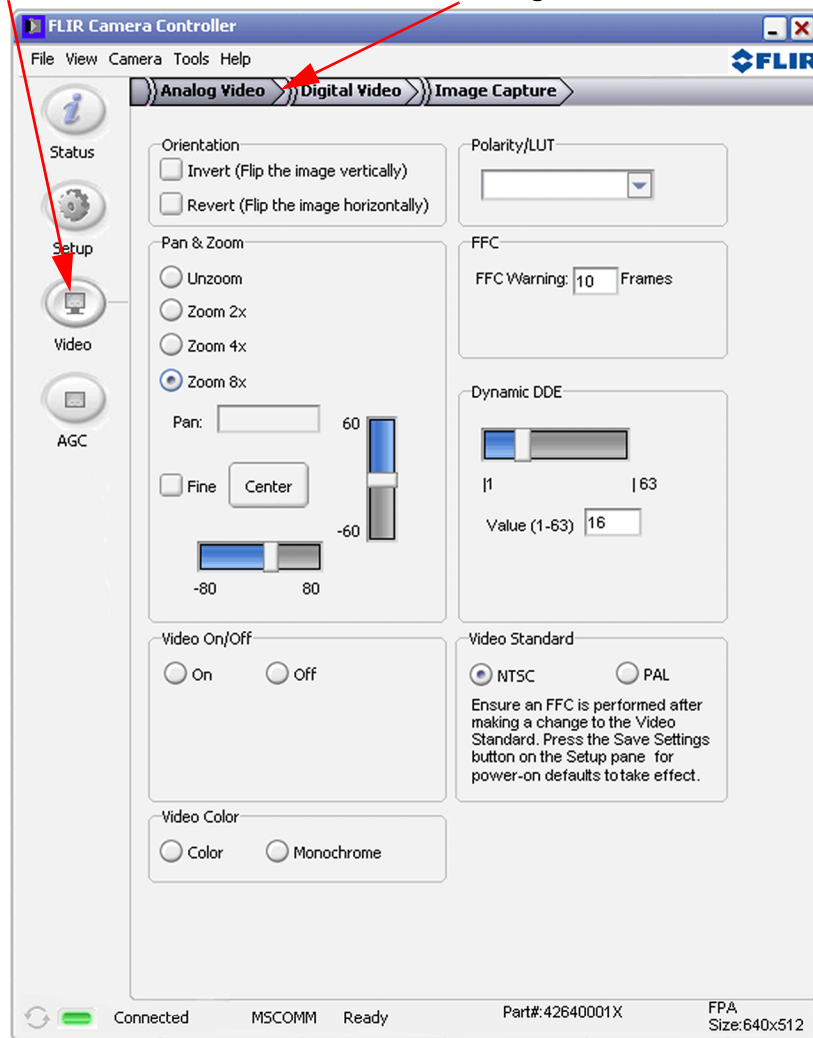 FLIR Camera Controller
File View Camera Tools Help
FLIR
Analog Video Digital Video Image Capture
Status
Setup
Video
AGC
Orientation
Invert (Flip the image vertically)
Revert (Flip the image horizontally)
Polarity/LUT
Pan & Zoom
Unzoom
Zoom 2x
Zoom 4x
Zoom 8x
Pan:
60
Fine Center
-60
-80 80
FFC
FFC Warning: 10 Frames
Dynamic DDE
|1 |63
Value (1-63) 16
Video On/Off
On Off
Video Standard
NTSC PAL
Ensure an FFC is performed after
making a change to the Video
Standard. Press the Save Settings
button on the Setup pane for
power-on defaults to take effect.
Video Color
Color Monochrome
Connected MSCOMM Ready Part#:42640001X FPA
Size:640x512